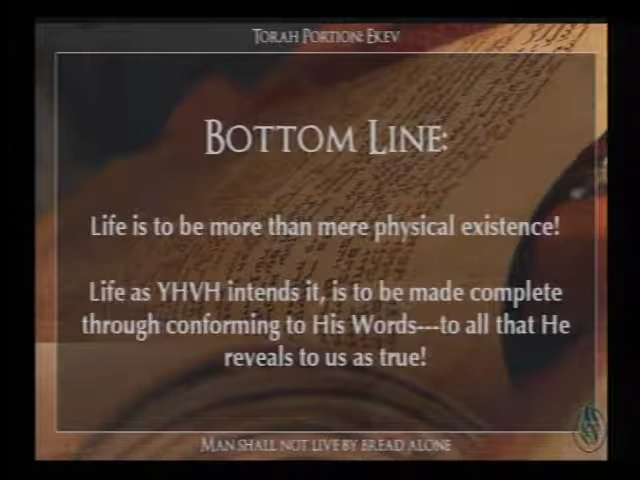 Torah Portion: Ekev
Bottom Line:
Life is to be more than mere physical existence!
Life as YHVH intends it, is to be made complete
through conforming to His Words---to all that He
reveals to us as true!
Man shall not live by bread alone